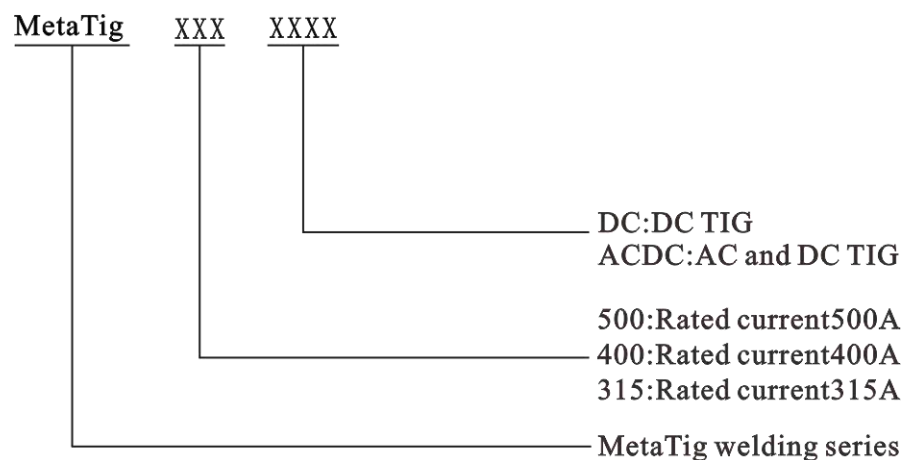 MetaTig XXX XXXX
DC:DC TIG
ACDC:AC and DC TIG
500:Rated current500A
400:Rated current400A
315:Rated current315A
MetaTig welding series